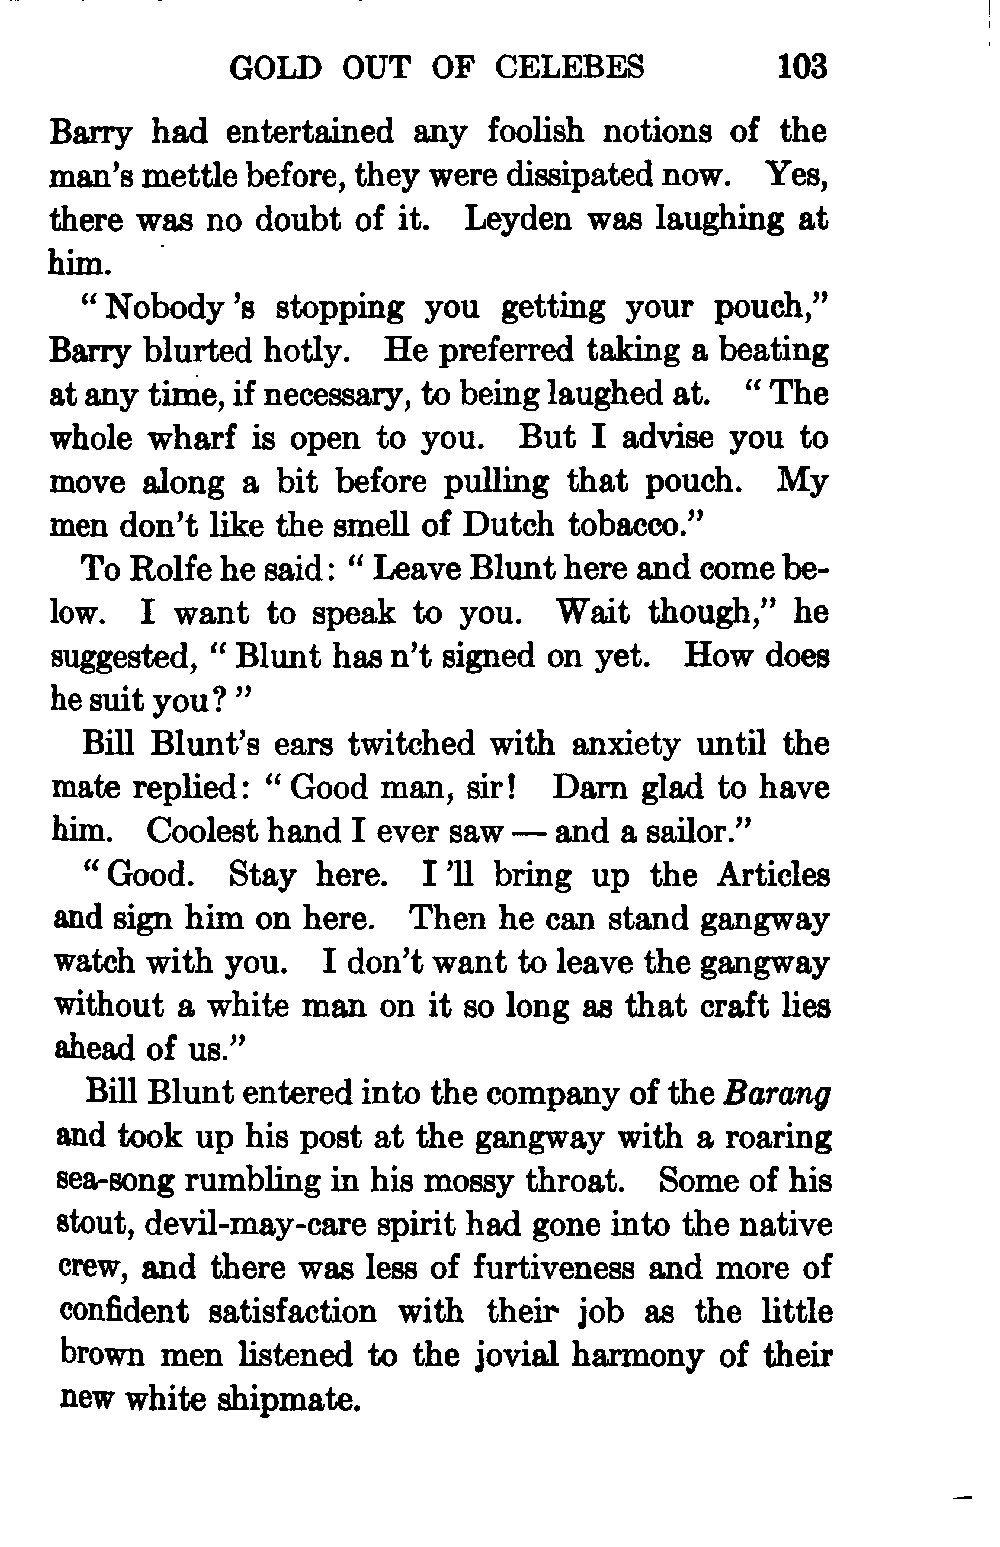 GOLD OUT OF CELEBES 103
Barry had entertained any foolish notions of the
man's mettle before, they were dissipated now. Yes,
there was no doubt of it. Leyden was laughing at
him.
"Nobody 's stopping you getting your pouch,"
Barry blurted hotly. He preferred taking a beating
at any time, if necessary, to being laughed at. "The
whole wharf is open to you. But I advise you to
move along a bit before pulling that pouch. My
men don't like the smell of Dutch tobacco."
To Rolfe he said: "Leave Blunt here and come be-
low. I want to speak to you. Wait though," he
suggested, "Blunt has n't signed on yet. How does
he suit you?"
Bill Blunt's ears twitched with anxiety until the
mate replied: "Good man, sir! Darn glad to have
him. Coolest hand I ever saw — and a sailor."
"Good. Stay here. I 'll bring up the Articles
and sign him on here. Then he can stand gangway
watch with you. I don't want to leave the gangway
without a white man on it so long as that craft lies
ahead of us."
Bill Blunt entered into the company of the Barang
and took up his post at the gangway with a roaring
sea-song rumbling in his mossy throat. Some of his
stout, devil-may-care spirit had gone into the native
crew, and there was less of furtiveness and more of
confident satisfaction with their job as the little
brown men listened to the jovial harmony of their
new white shipmate.